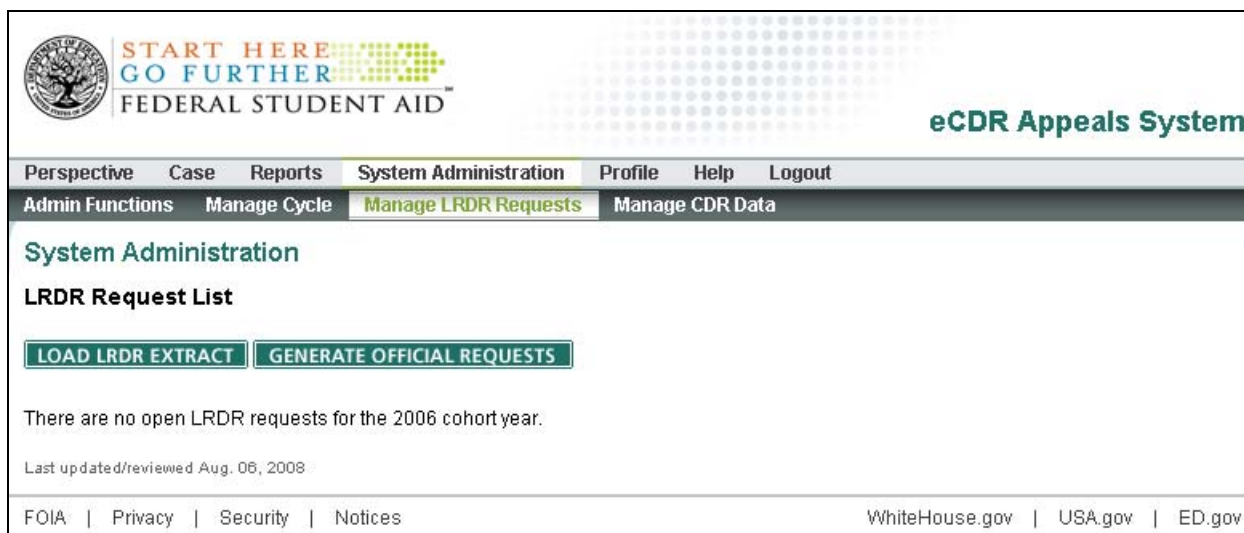 START HERE
GO FURTHER
FEDERAL STUDENT AID
eCDR Appeals System
Perspective Case Reports System Administration Profile Help Logout
Admin Functions Manage Cycle Manage LRDR Requests Manage CDR Data
System Administration
LRDR Request List
LOAD LRDR EXTRACT GENERATE OFFICIAL REQUESTS
There are no open LRDR requests for the 2006 cohort year.
Last updated/reviewed Aug. 06, 2008
FOIA | Privacy | Security | Notices WhiteHouse.gov | USA.gov | ED.gov